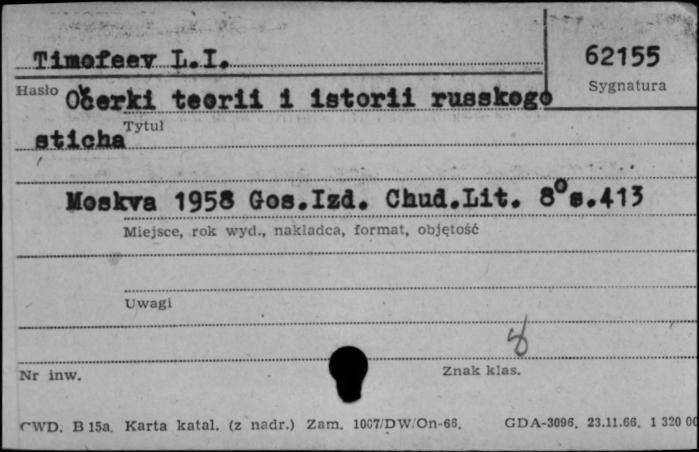 Timofeev L.I.
62155
Hasło
Sygnatura
Očerki teorii i istorii russkogo
Tytuł
sticha
Moskva 1958 Gos.Izd. Chud.Lit. 8° s.413
Miejsce, rok wyd., nakładca, format, objętość
Uwagi
8
Nr inw.
Znak klas.
CWD. B 15a. Karta katal. (z nadr.) Zam. 1007/DW/On-66. GDA-3096. 23.11.66. 1 320 00